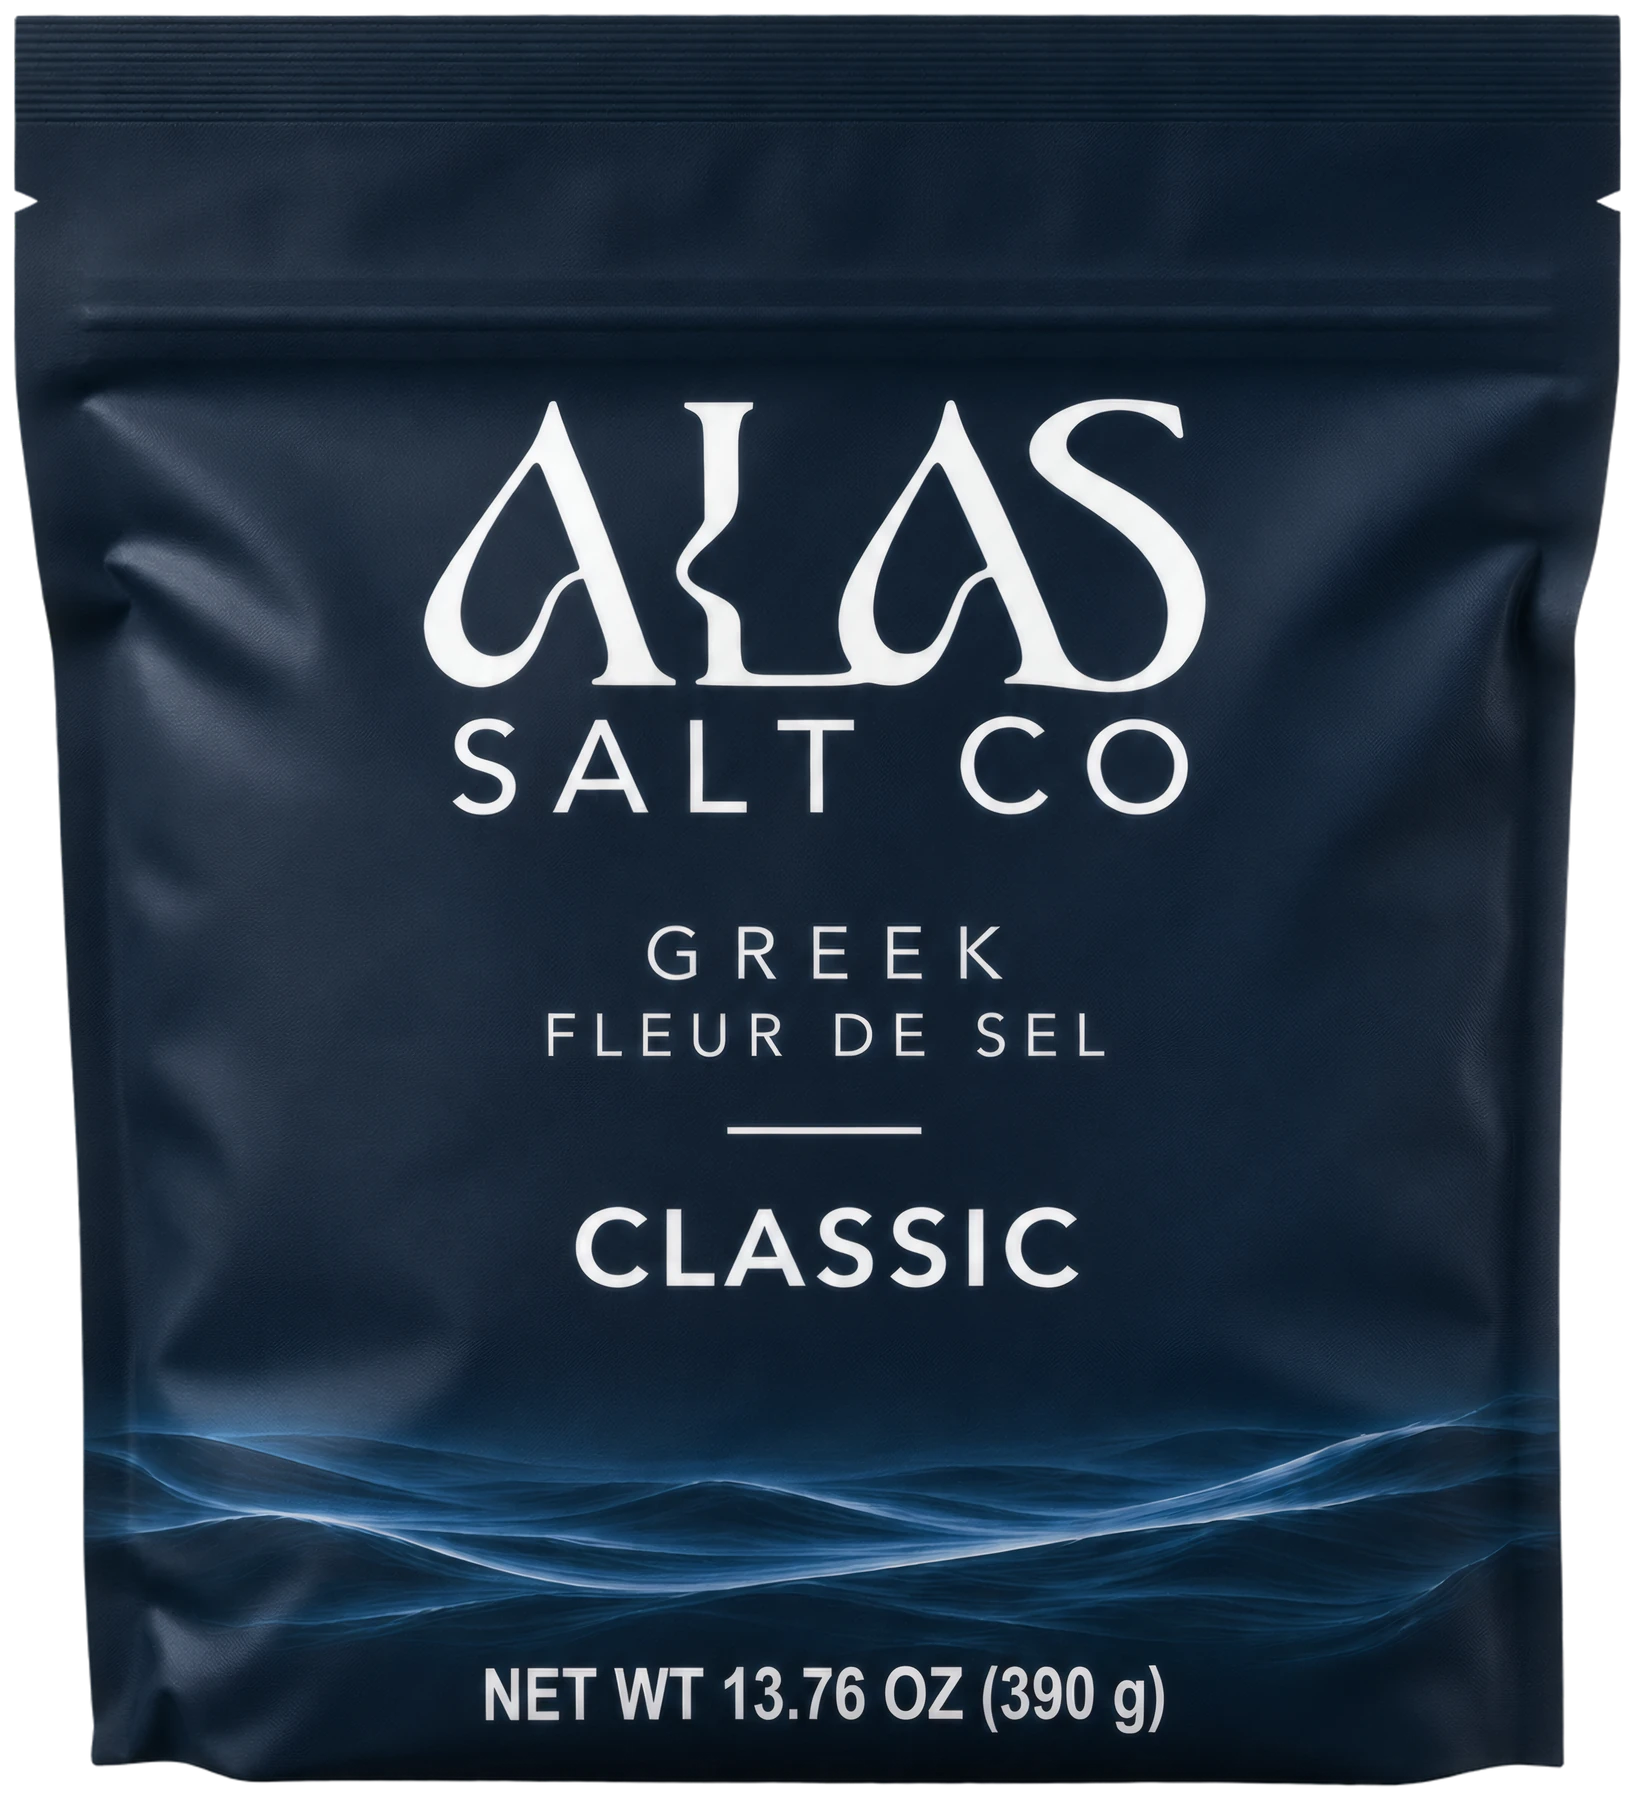 ALAS
SALT CO
GREEK
FLEUR DE SEL
CLASSIC
NET WT 13.76 OZ (390 g)